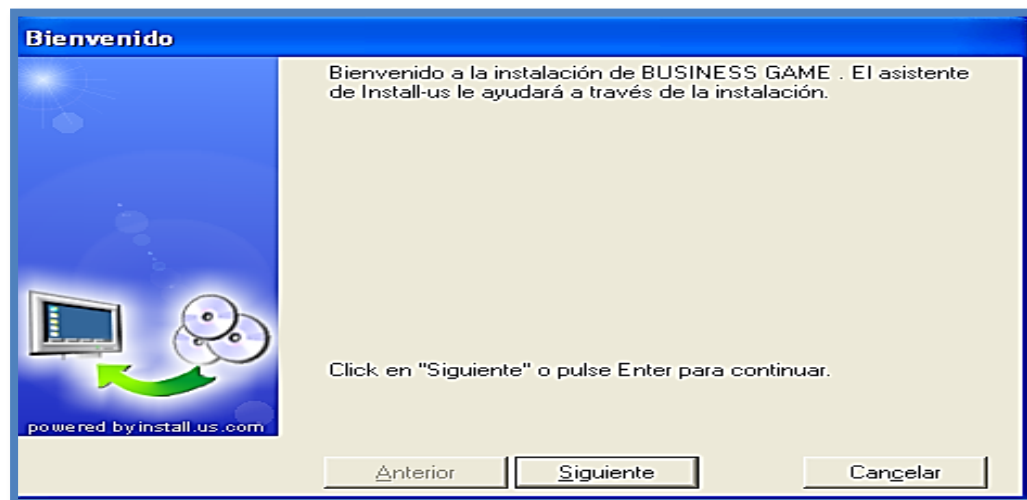 Bienvenido
Bienvenido a la instalación de BUSINESS GAME . El asistente
de Install-us le ayudará a través de la instalación.
Click en "Siguiente" o pulse Enter para continuar.
powered by install.us.com
Anterior
Siguiente
Cancelar